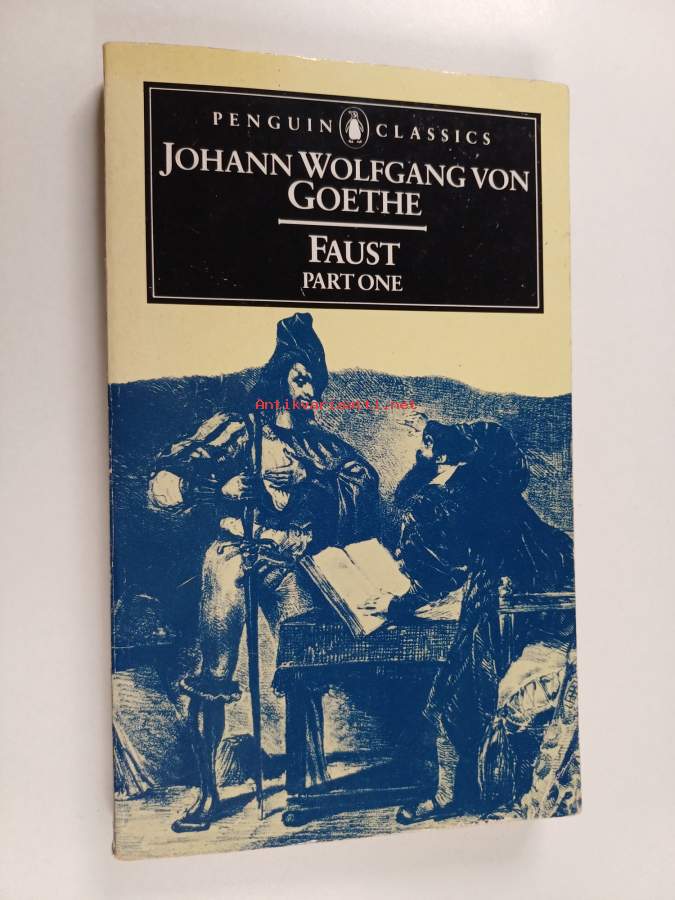 PENGUIN CLASSICS
JOHANN WOLFGANG VON
GOETHE
FAUST
PART ONE
Antikvariaatti.net